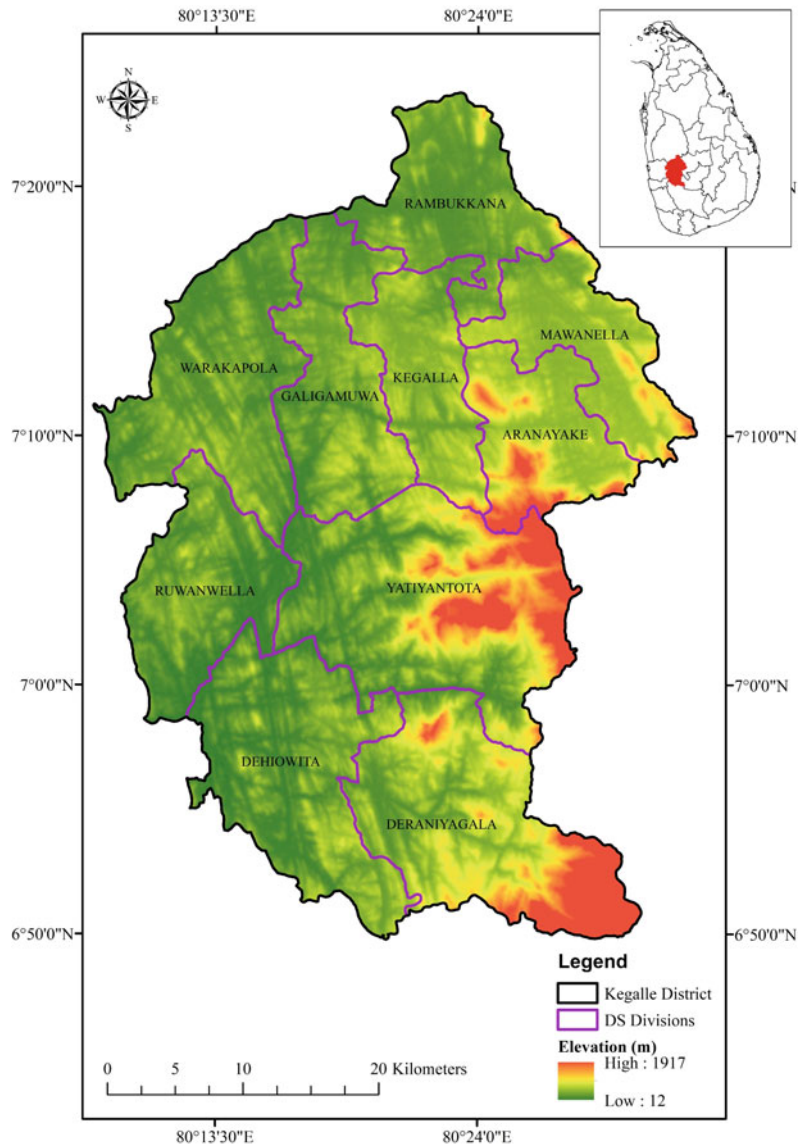 80°13'30"E 80°24'0"E
N
W E
S
7°20'0"N
RAMBUKKANA
MAWANELLA
WARAKAPOLA
KEGALLA
GALIGAMUWA
ARANAYAKE
7°10'0"N 7°10'0"N
RUWANWELLA
YATIYANTOTA
7°0'0"N 7°0'0"N
DEHIOWITA
DERANIYAGALA
6°50'0"N 6°50'0"N
Legend
Kegalle District
DS Divisions
Elevation (m)
High : 1917
Low : 12
0 5 10 20 Kilometers
80°13'30"E 80°24'0"E